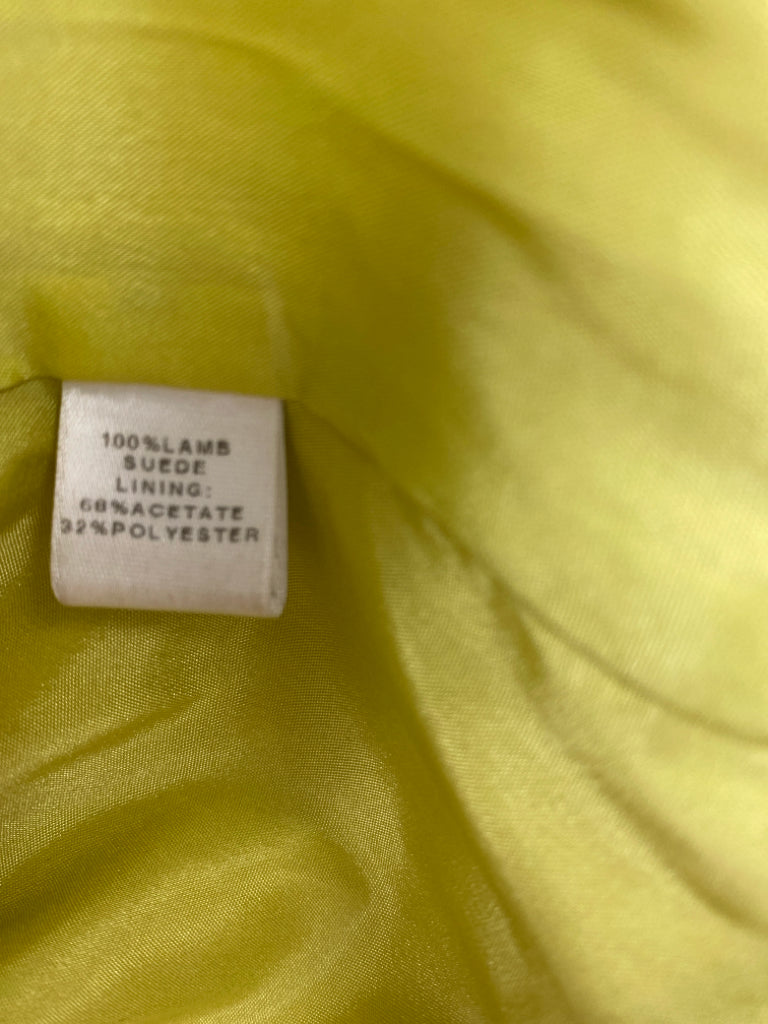 100%LAMB
SUEDE
LINING:
68%ACETATE
32%POLYESTER